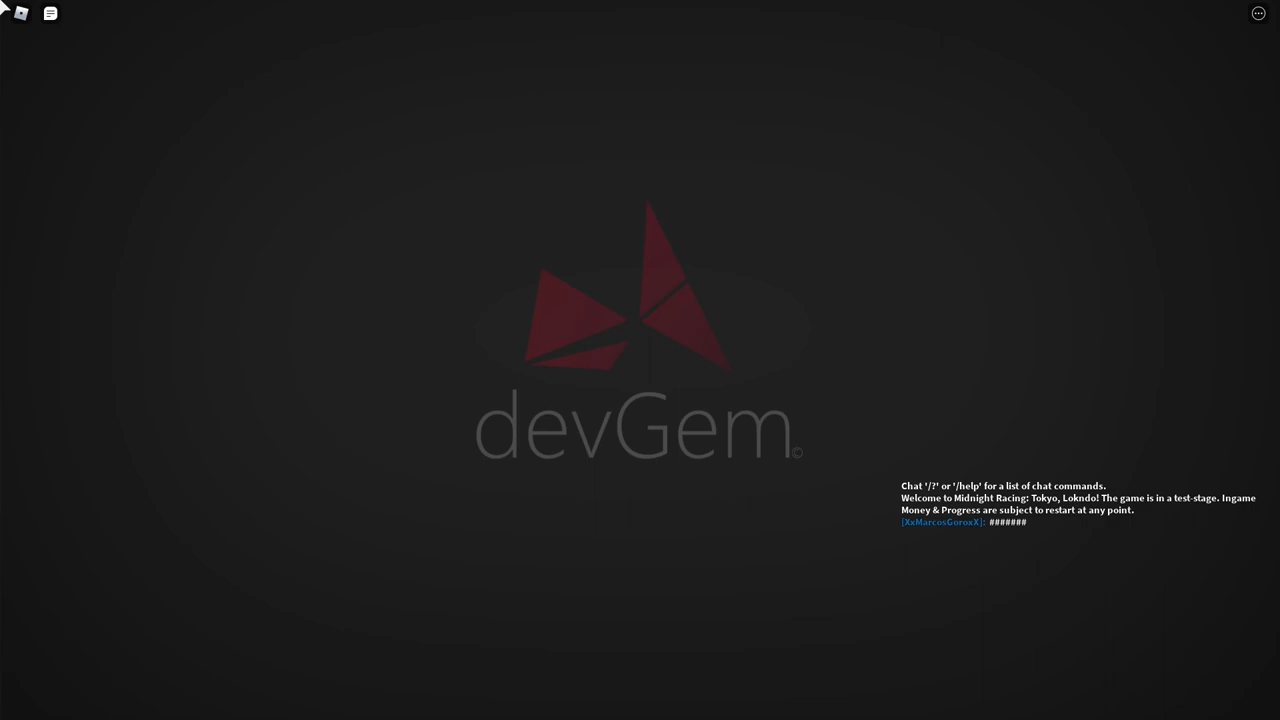 devGem©
Chat '/?' or '/help' for a list of chat commands.
Welcome to Midnight Racing: Tokyo, Lokndo! The game is in a test-stage. Ingame
Money & Progress are subject to restart at any point.
[XxMarcosGoroxX]: #######